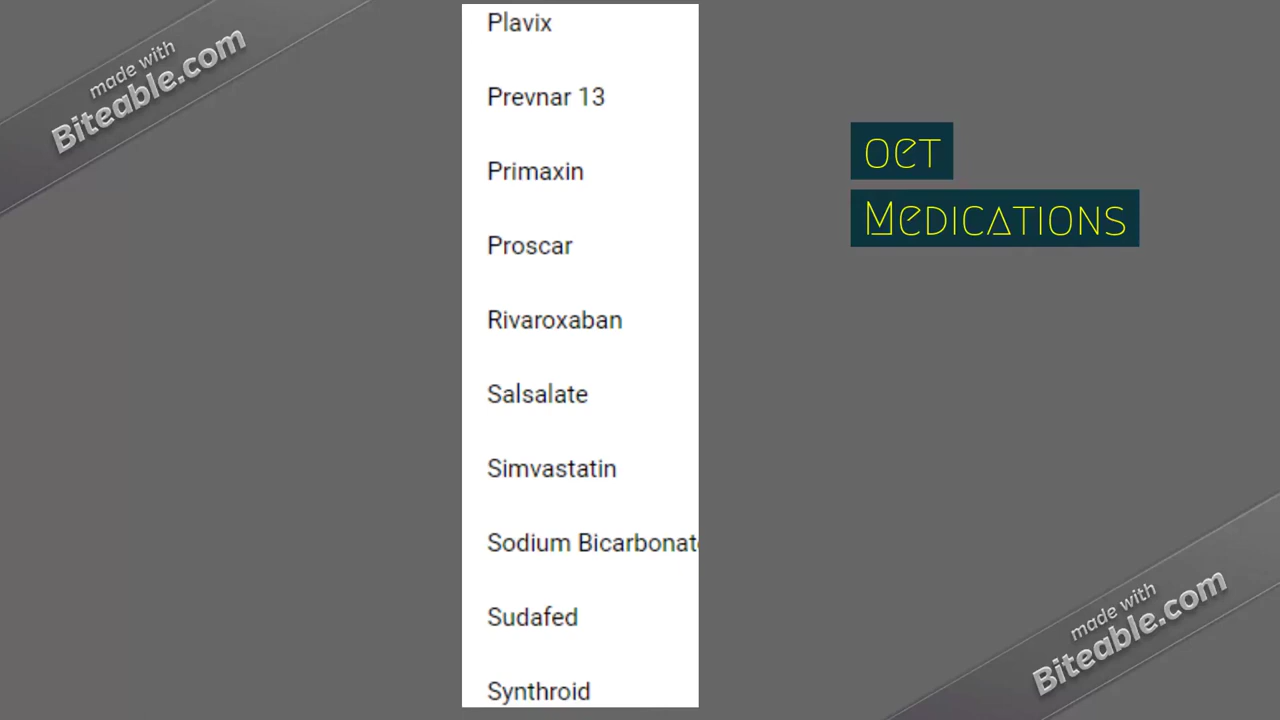 made with
Biteable.com
Plavix
Prevnar 13
Primaxin
Proscar
Rivaroxaban
Salsalate
Simvastatin
Sodium Bicarbonat
Sudafed
Synthroid
OET
MEDICATIONS
made with
Biteable.com